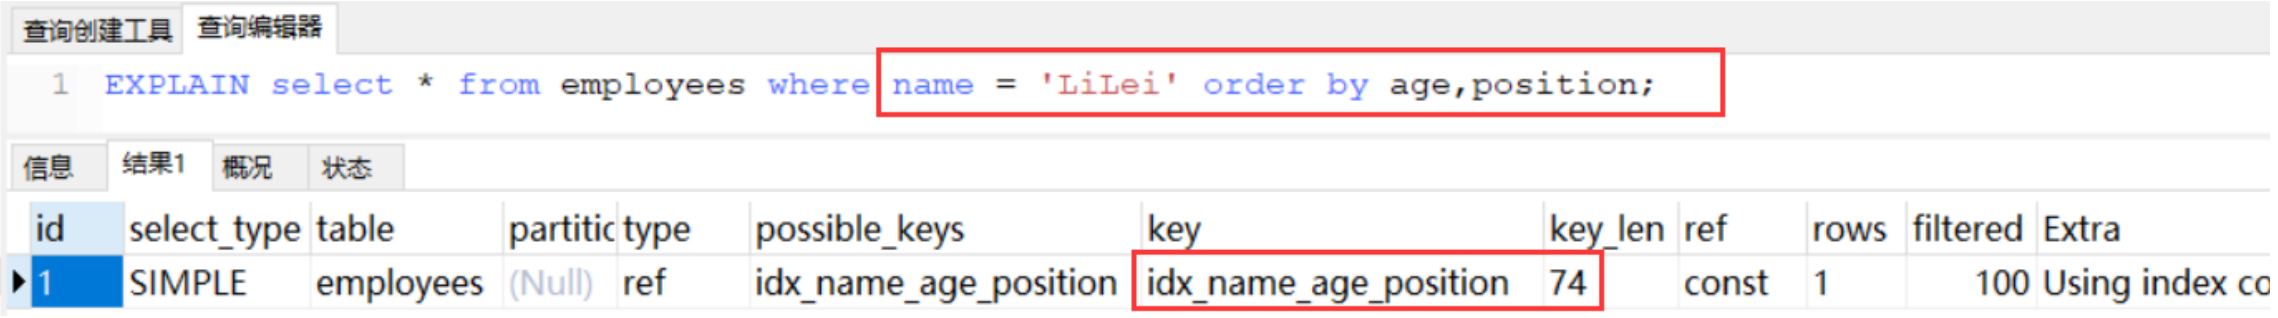 查询创建工具 查询编辑器
1 EXPLAIN select * from employees where name = 'LiLei' order by age,position;
信息 结果1 概况 状态
id select_type table partitic type possible_keys key key_len ref rows filtered Extra
1 SIMPLE employees (Null) ref idx_name_age_position idx_name_age_position 74 const 1 100 Using index co